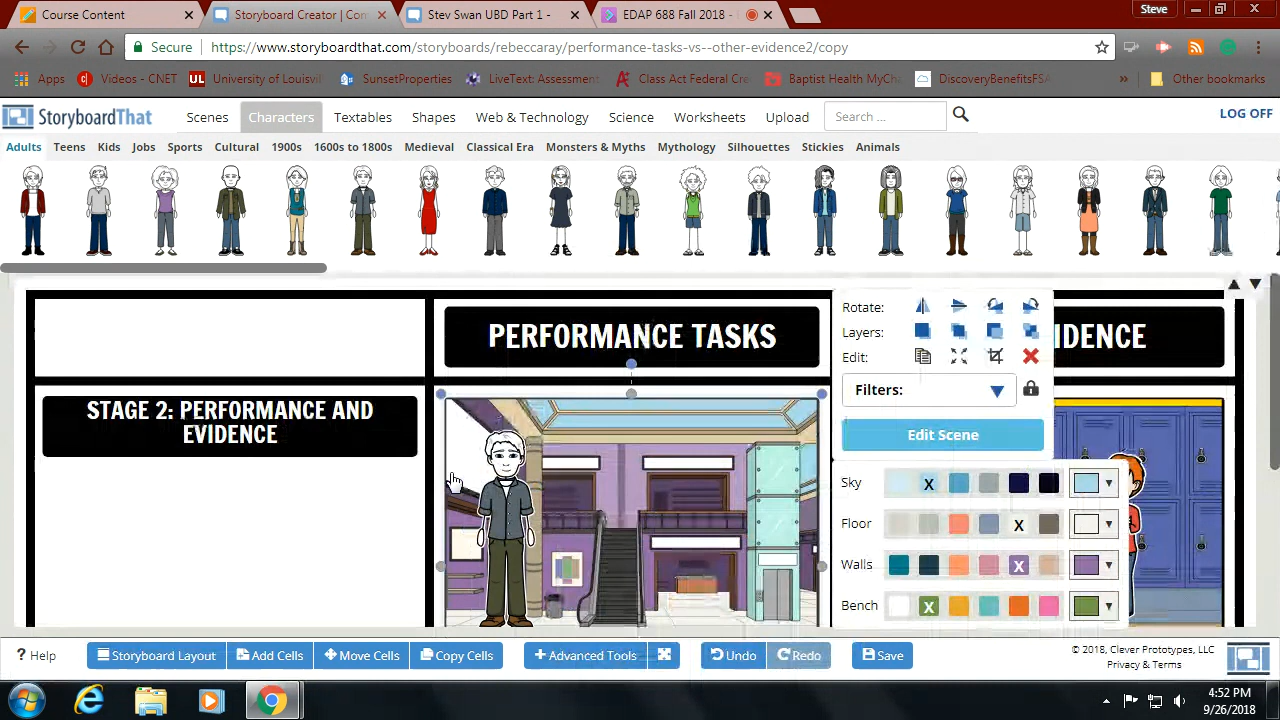 Course Content
Storyboard Creator | Com
Stephen UBD Part 1
EDAP 688 Fall 2018 -
Steve
Secure
https://www.storyboardthat.com/storyboards/rebeccaray/performance-tasks-vs--other-evidence2/copy
Apps
Videos - CNET
University of Louisvil
SunsetProperties
LiveText: Assessment
Class Act Federal Cre
Baptist Health MyCha
DiscoveryBenefitsFSA
»
Other bookmarks
StoryboardThat
Scenes
Characters
Textables
Shapes
Web & Technology
Science
Worksheets
Upload
Search ...
LOG OFF
Adults
Teens
Kids
Jobs
Sports
Cultural
1900s
1600s to 1800s
Medieval
Classical Era
Monsters & Myths
Mythology
Silhouettes
Stickies
Animals
PERFORMANCE TASKS
IDENCE
Rotate:
Layers:
Edit:
Filters:
Edit Scene
STAGE 2: PERFORMANCE AND
EVIDENCE
Sky
X
Floor
X
Walls
X
Bench
X
? Help
Storyboard Layout
Add Cells
Move Cells
Copy Cells
Advanced Tools
Undo
Redo
Save
© 2018, Clever Prototypes, LLC
Privacy & Terms
4:52 PM
9/26/2018